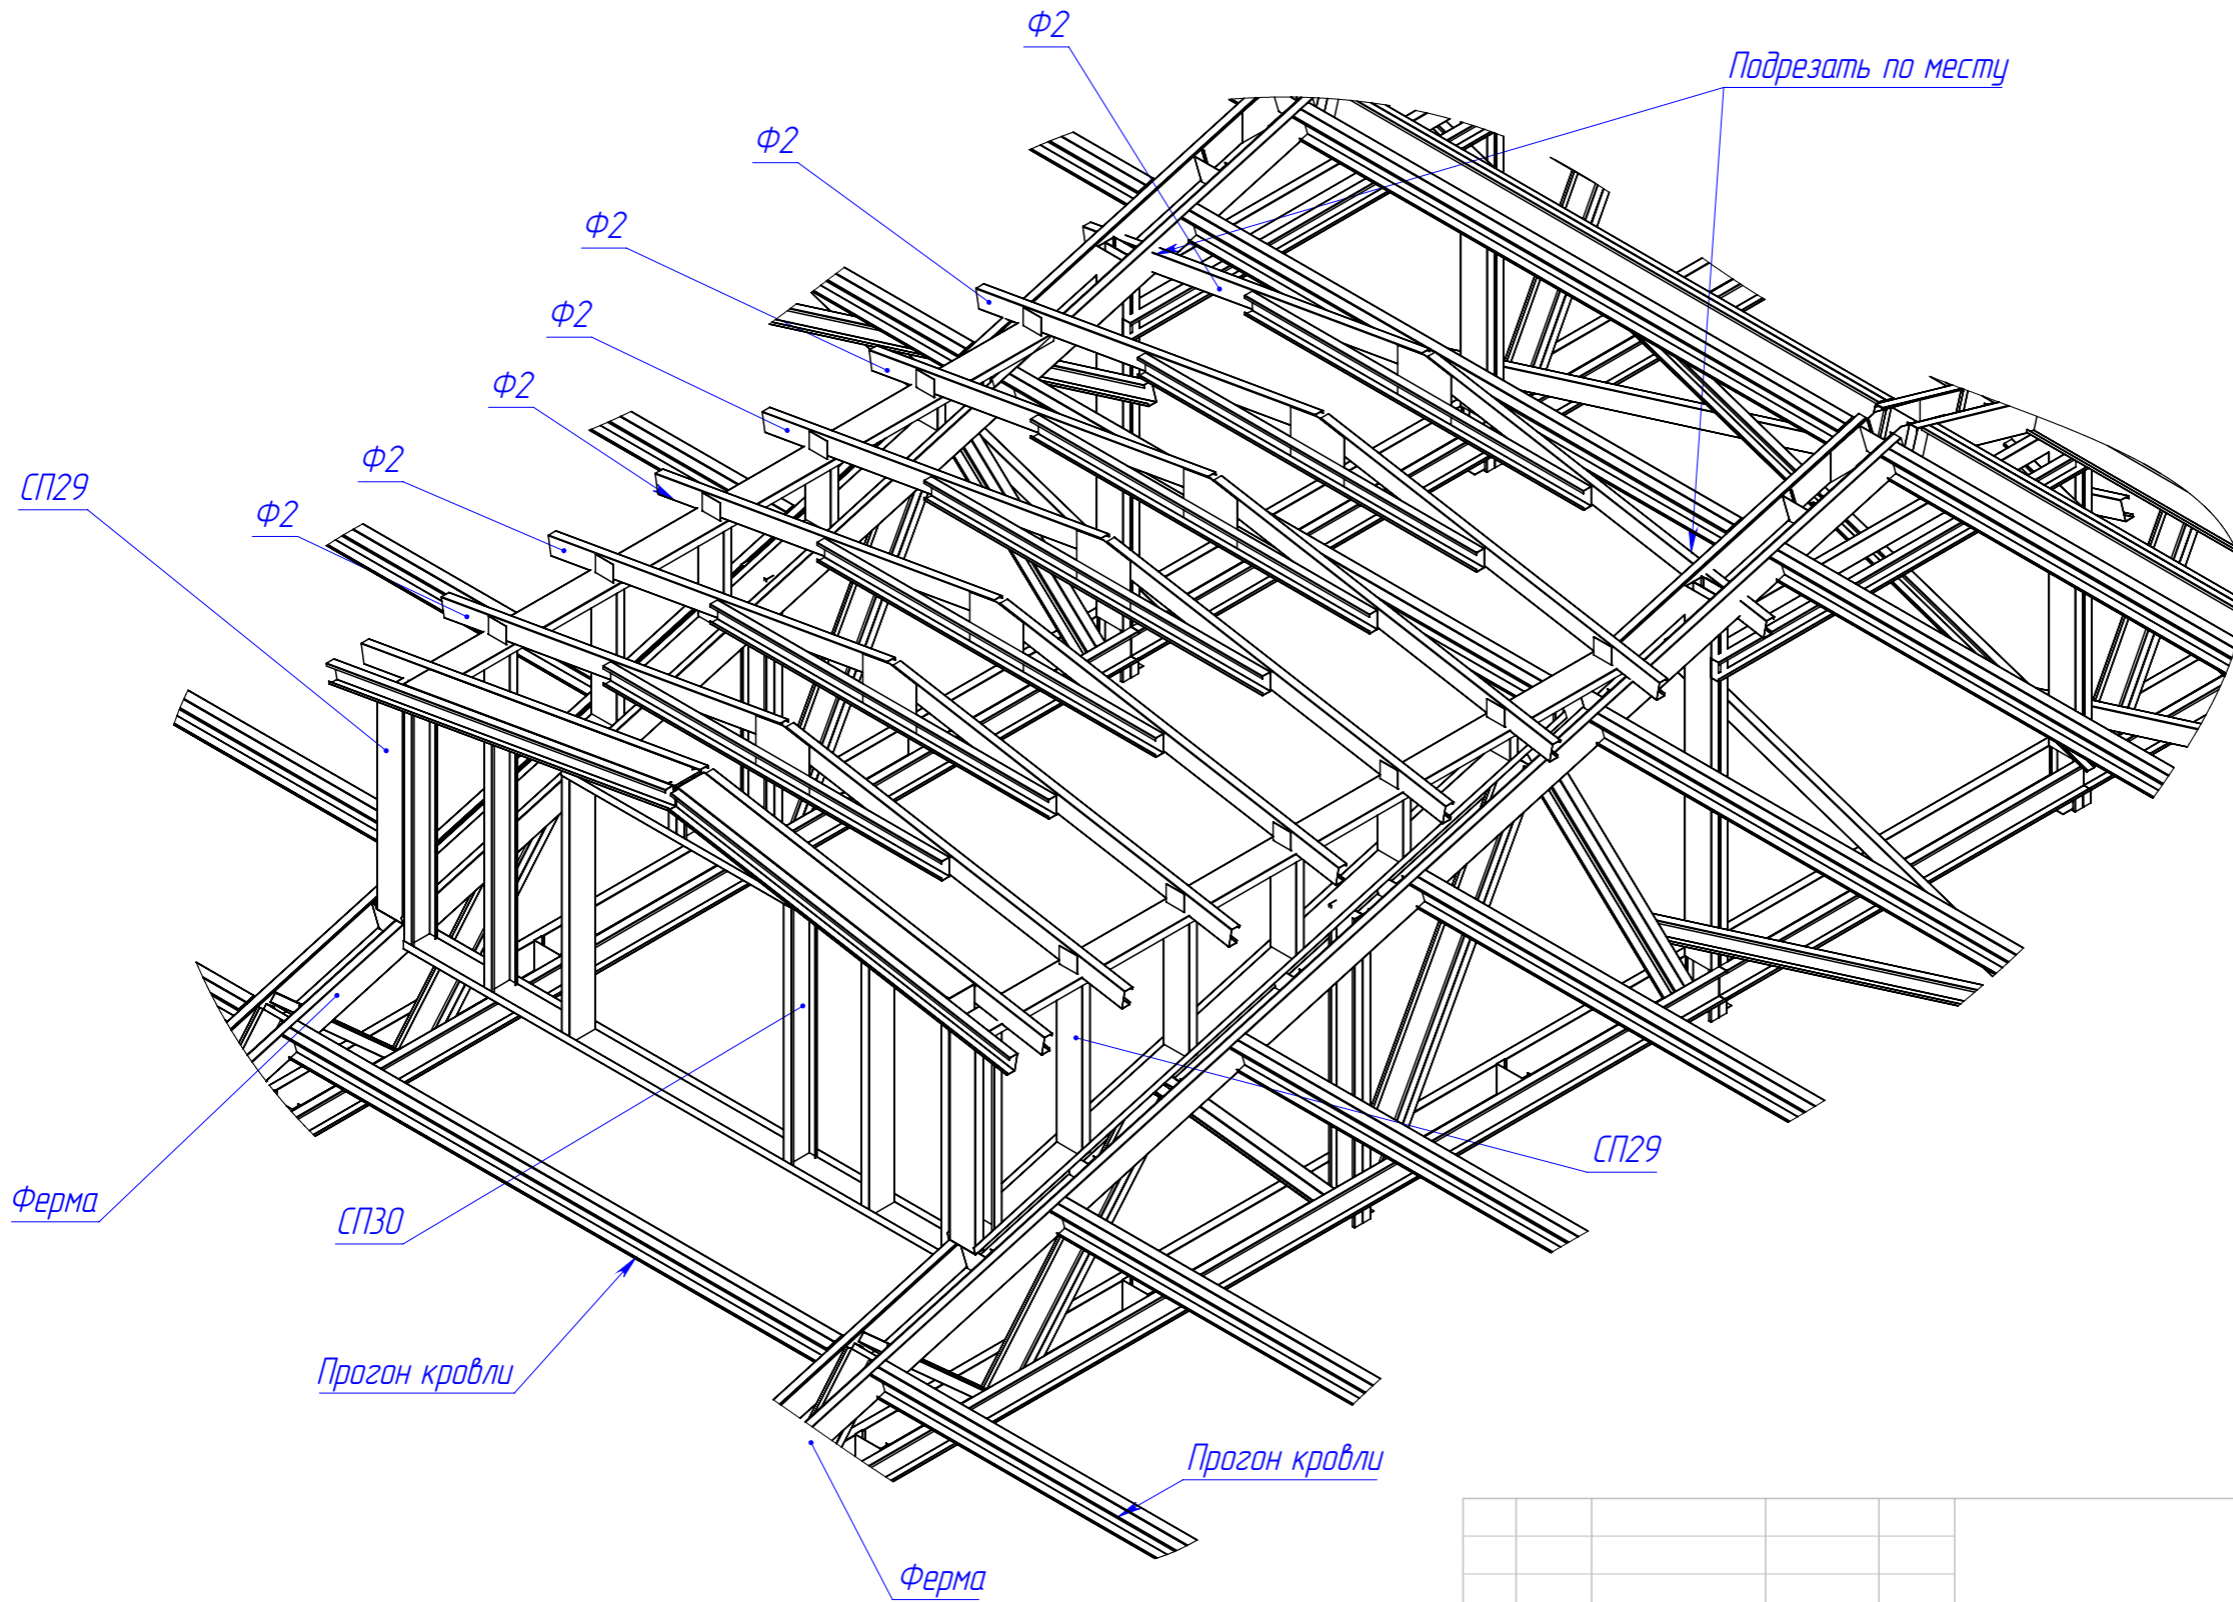 Ф2
Подрезать по месту
Ф2
Ф2
Ф2
Ф2
Ф2
СП29
Ф2
СП29
Ферма
СП30
Прогон кровли
Прогон кровли
Ферма